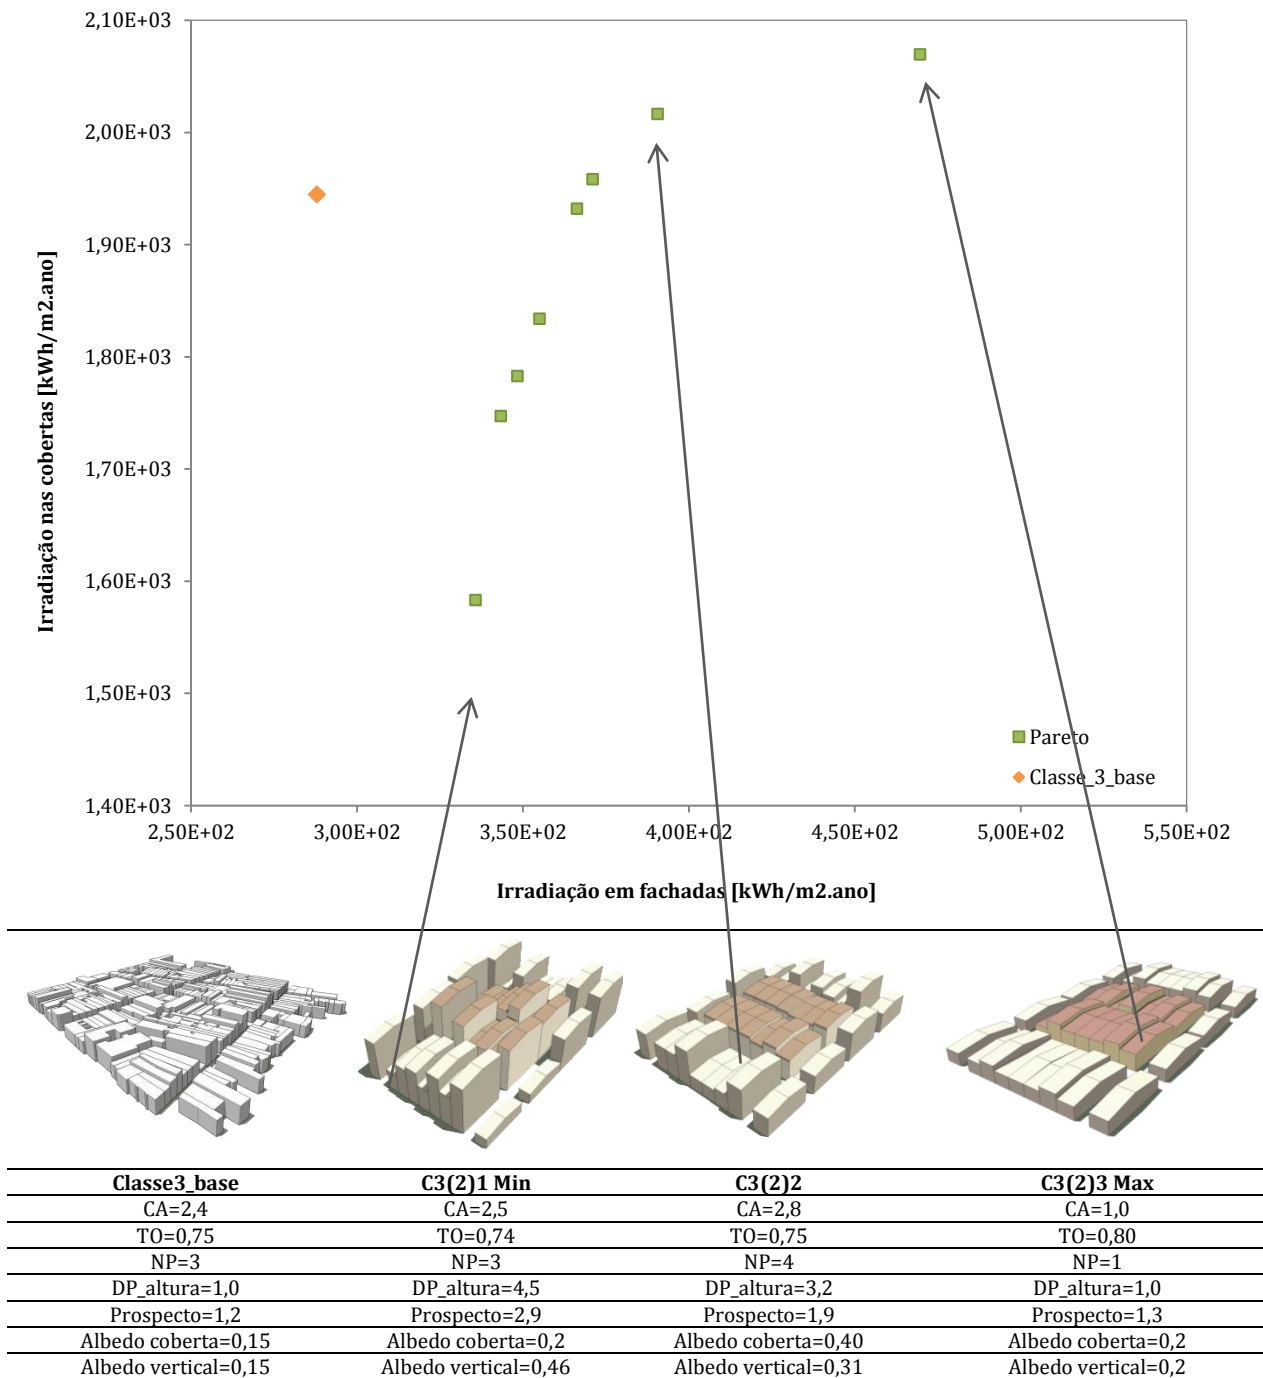 2,10E+03
2,00E+03
1,90E+03
1,80E+03
1,70E+03
1,60E+03
1,50E+03
1,40E+03
Irradiação nas cobertas [kWh/m2.ano]
Pareto
Classe_3_base
2,50E+02 3,00E+02 3,50E+02 4,00E+02 4,50E+02 5,00E+02 5,50E+02
Irradiação em fachadas [kWh/m2.ano]
Classe3_base C3(2)1 Min C3(2)2 C3(2)3 Max
CA=2,4 CA=2,5 CA=2,8 CA=1,0
TO=0,75 TO=0,74 TO=0,75 TO=0,80
NP=3 NP=3 NP=4 NP=1
DP_altura=1,0 DP_altura=4,5 DP_altura=3,2 DP_altura=1,0
Prospecto=1,2 Prospecto=2,9 Prospecto=1,9 Prospecto=1,3
Albedo coberta=0,15 Albedo coberta=0,2 Albedo coberta=0,40 Albedo coberta=0,2
Albedo vertical=0,15 Albedo vertical=0,46 Albedo vertical=0,31 Albedo vertical=0,2